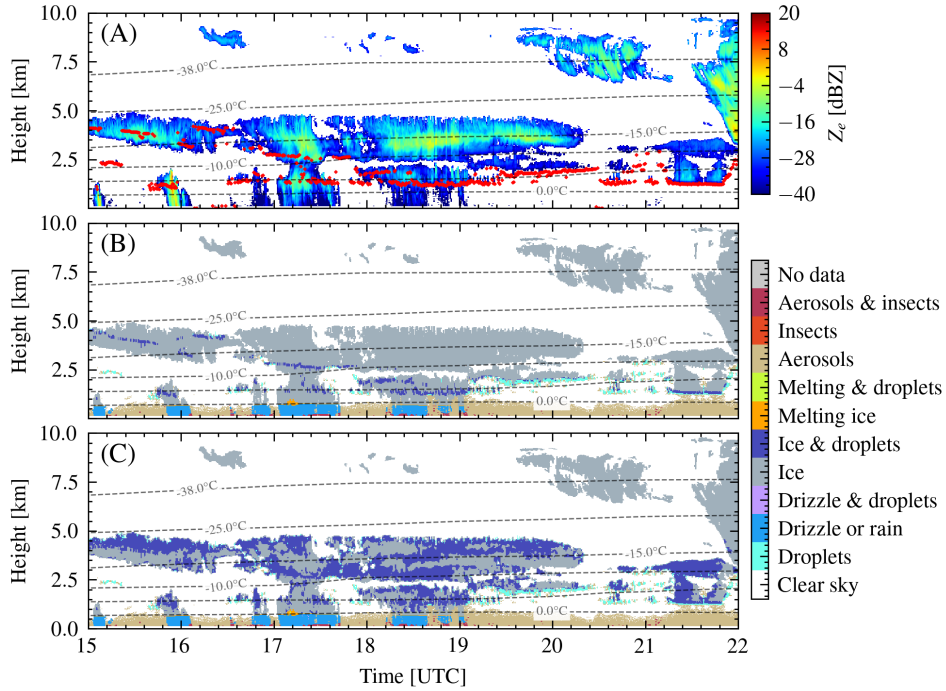 (A)
10.0
7.5
5.0
2.5
0.0
Height [km]
-38.0°C
-25.0°C
-15.0°C
-10.0°C
0.0°C
20
8
−4
−16
−28
−40
Ze [dBZ]
(B)
10.0
7.5
5.0
2.5
0.0
Height [km]
-38.0°C
-25.0°C
-15.0°C
-10.0°C
0.0°C
No data
Aerosols & insects
Insects
Aerosols
Melting & droplets
Melting ice
Ice & droplets
Ice
Drizzle & droplets
Drizzle or rain
Droplets
Clear sky
(C)
10.0
7.5
5.0
2.5
0.0
Height [km]
-38.0°C
-25.0°C
-15.0°C
-10.0°C
0.0°C
15 16 17 18 19 20 21 22
Time [UTC]